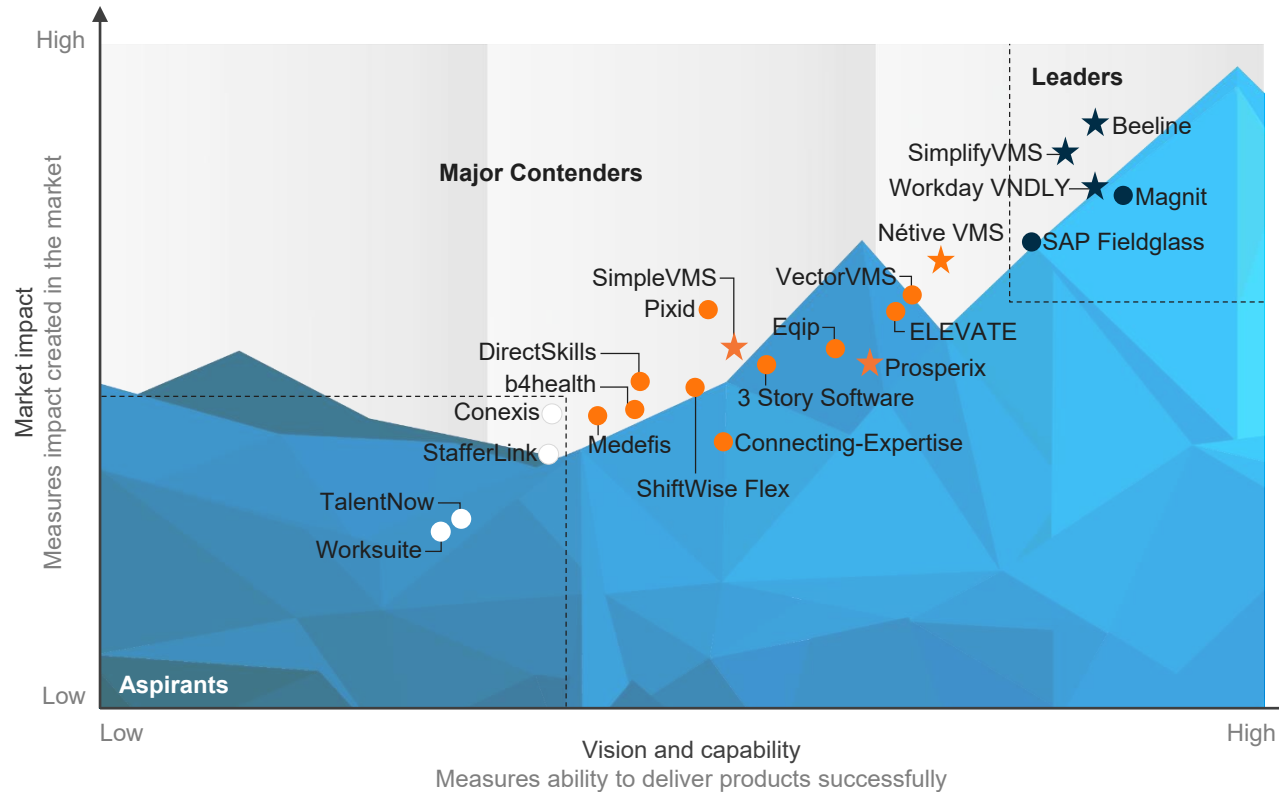 High
Leaders
Beeline
SimplifyVMS
Major Contenders
Workday VNDLY
Magnit
Nétive VMS
SAP Fieldglass
SimpleVMS
VectorVMS
Pixid
Eqip
ELEVATE
DirectSkills
Prosperix
b4health
3 Story Software
Conexis
Medefis
Connecting-Expertise
StafferLink
ShiftWise Flex
TalentNow
Worksuite
Aspirants
Market impact
Measures impact created in the market
Low
Low
High
Vision and capability
Measures ability to deliver products successfully